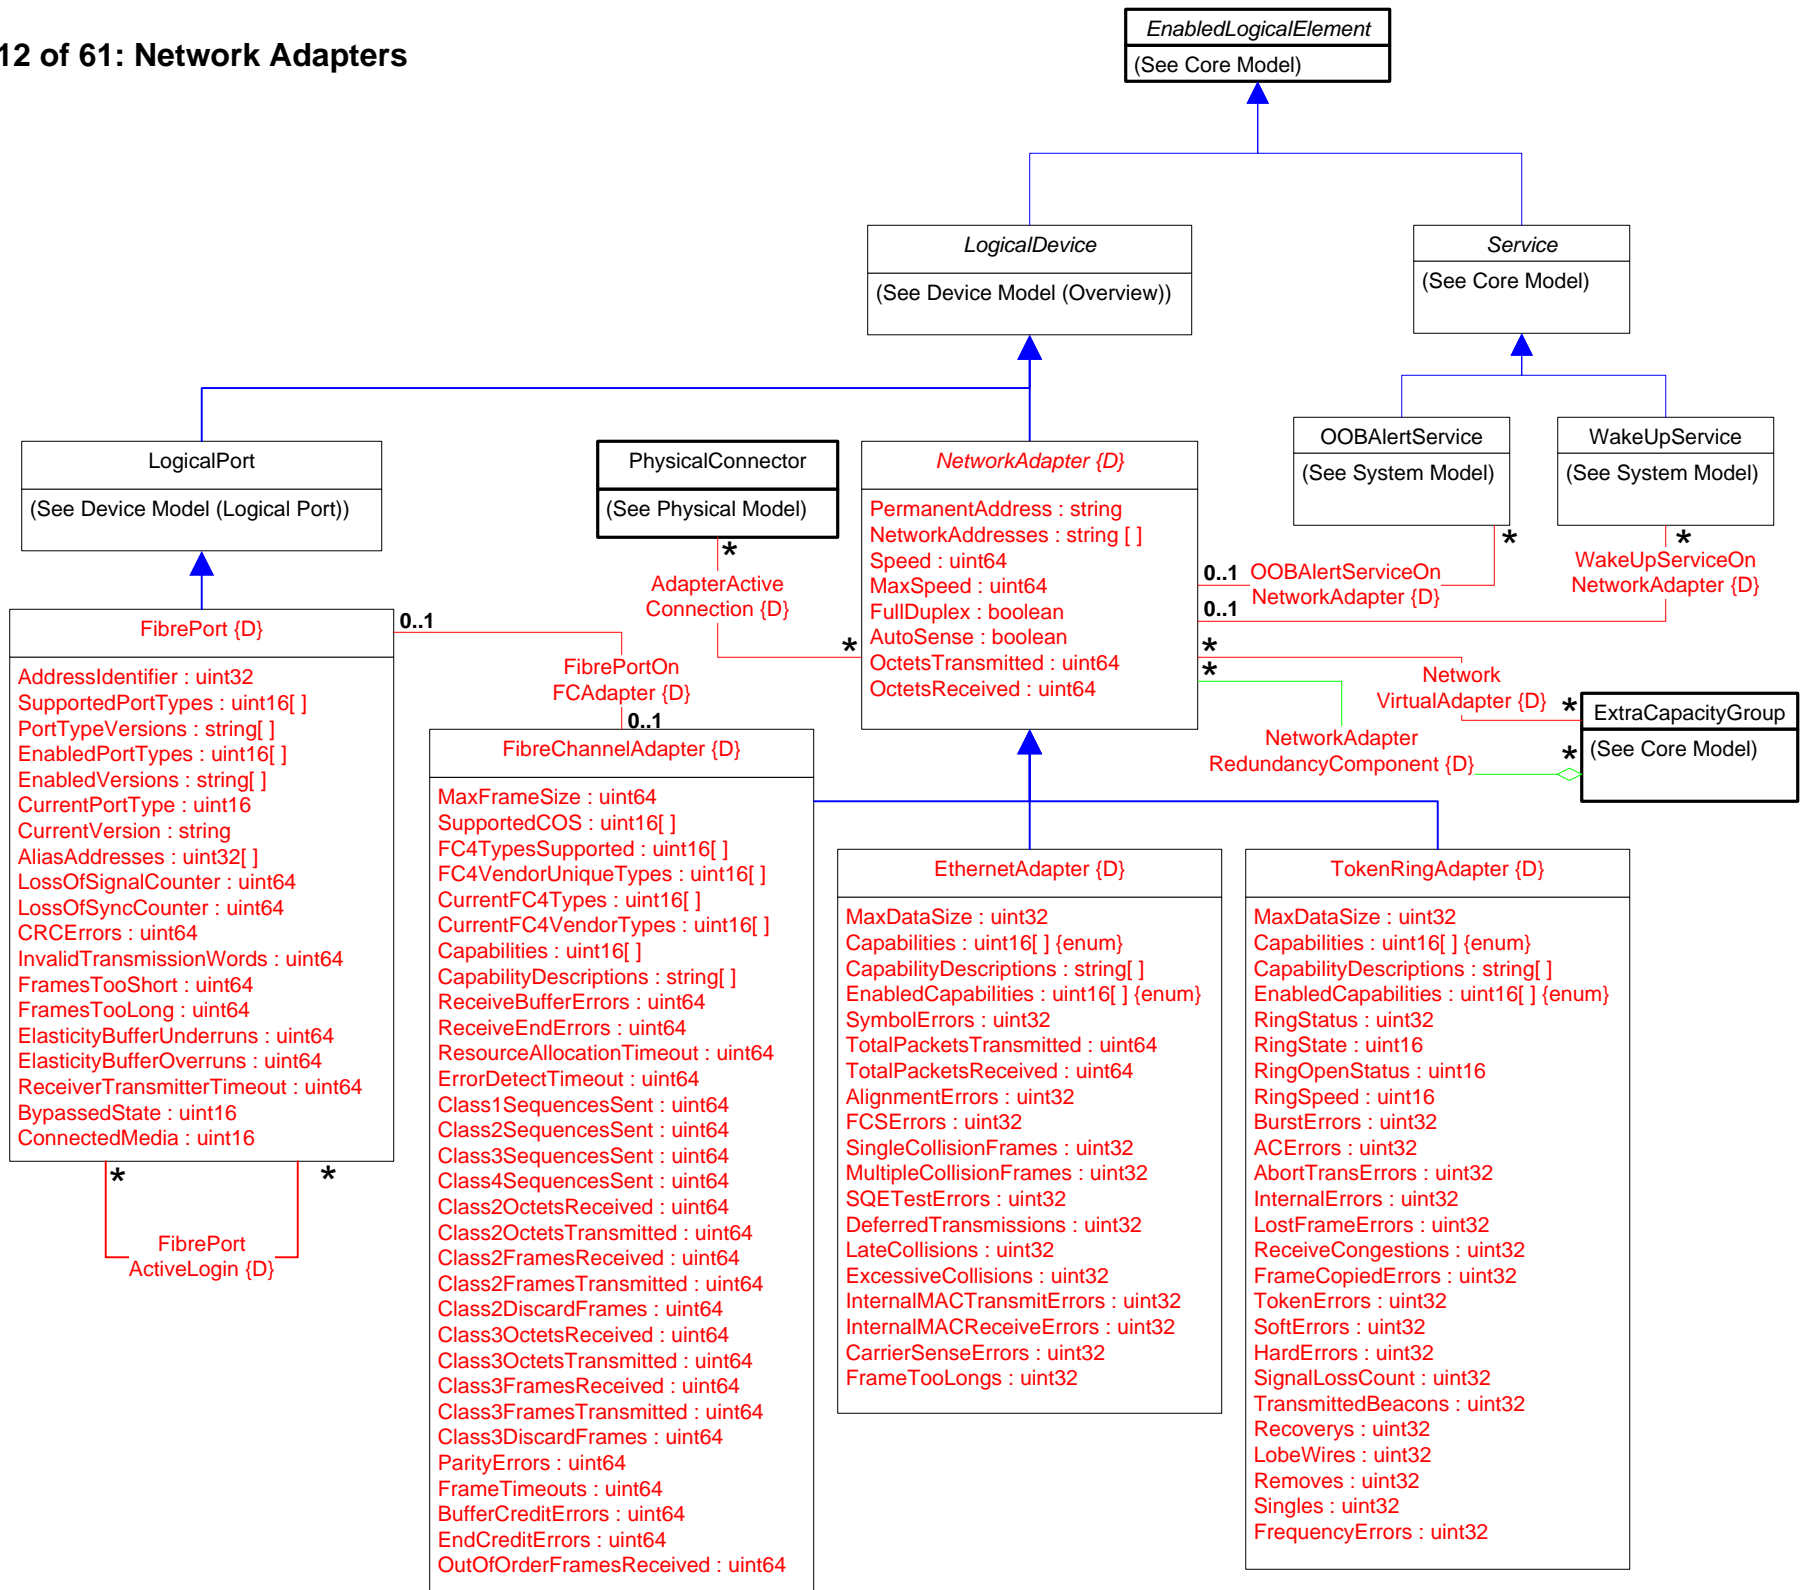 12 of 61: Network Adapters
EnabledLogicalElement
(See Core Model)
LogicalDevice
(See Device Model (Overview))
Service
(See Core Model)
LogicalPort
(See Device Model (Logical Port))
PhysicalConnector
(See Physical Model)
NetworkAdapter {D}
PermanentAddress : string
NetworkAddresses : string [ ]
Speed : uint64
MaxSpeed : uint64
FullDuplex : boolean
AutoSense : boolean
OctetsTransmitted : uint64
OctetsReceived : uint64
OOBAlertService
(See System Model)
WakeUpService
(See System Model)
*
AdapterActive
Connection {D}
*
*
0..1
OOBAlertServiceOn
NetworkAdapter {D}
*
WakeUpServiceOn
NetworkAdapter {D}
0..1
*
Network
VirtualAdapter {D}
*
*
NetworkAdapter
RedundancyComponent {D}
*
ExtraCapacityGroup
(See Core Model)
FibrePort {D}
AddressIdentifier : uint32
SupportedPortTypes : uint16[ ]
PortTypeVersions : string[ ]
EnabledPortTypes : uint16[ ]
EnabledVersions : string[ ]
CurrentPortType : uint16
CurrentVersion : string
AliasAddresses : uint32[ ]
LossOfSignalCounter : uint64
LossOfSyncCounter : uint64
CRCErrors : uint64
InvalidTransmissionWords : uint64
FramesTooShort : uint64
FramesTooLong : uint64
ElasticityBufferUnderruns : uint64
ElasticityBufferOverruns : uint64
ReceiverTransmitterTimeout : uint64
BypassedState : uint16
ConnectedMedia : uint16
*
*
FibrePort
ActiveLogin {D}
0..1
FibrePortOn
FCAdapter {D}
0..1
FibreChannelAdapter {D}
MaxFrameSize : uint64
SupportedCOS : uint16[ ]
FC4TypesSupported : uint16[ ]
FC4VendorUniqueTypes : uint16[ ]
CurrentFC4Types : uint16[ ]
CurrentFC4VendorTypes : uint16[ ]
Capabilities : uint16[ ]
CapabilityDescriptions : string[ ]
ReceiveBufferErrors : uint64
ReceiveEndErrors : uint64
ResourceAllocationTimeout : uint64
ErrorDetectTimeout : uint64
Class1SequencesSent : uint64
Class2SequencesSent : uint64
Class3SequencesSent : uint64
Class4SequencesSent : uint64
Class2OctetsReceived : uint64
Class2OctetsTransmitted : uint64
Class2FramesReceived : uint64
Class2FramesTransmitted : uint64
Class2DiscardFrames : uint64
Class3OctetsReceived : uint64
Class3OctetsTransmitted : uint64
Class3FramesReceived : uint64
Class3FramesTransmitted : uint64
Class3DiscardFrames : uint64
ParityErrors : uint64
FrameTimeouts : uint64
BufferCreditErrors : uint64
EndCreditErrors : uint64
OutOfOrderFramesReceived : uint64
EthernetAdapter {D}
MaxDataSize : uint32
Capabilities : uint16[ ] {enum}
CapabilityDescriptions : string[ ]
EnabledCapabilities : uint16[ ] {enum}
SymbolErrors : uint32
TotalPacketsTransmitted : uint64
TotalPacketsReceived : uint64
AlignmentErrors : uint32
FCSErrors : uint32
SingleCollisionFrames : uint32
MultipleCollisionFrames : uint32
SQETestErrors : uint32
DeferredTransmissions : uint32
LateCollisions : uint32
ExcessiveCollisions : uint32
InternalMACTransmitErrors : uint32
InternalMACReceiveErrors : uint32
CarrierSenseErrors : uint32
FrameTooLongs : uint32
TokenRingAdapter {D}
MaxDataSize : uint32
Capabilities : uint16[ ] {enum}
CapabilityDescriptions : string[ ]
EnabledCapabilities : uint16[ ] {enum}
RingStatus : uint32
RingState : uint16
RingOpenStatus : uint16
RingSpeed : uint16
BurstErrors : uint32
ACErrors : uint32
AbortTransErrors : uint32
InternalErrors : uint32
LostFrameErrors : uint32
ReceiveCongestions : uint32
FrameCopiedErrors : uint32
TokenErrors : uint32
SoftErrors : uint32
HardErrors : uint32
SignalLossCount : uint32
TransmittedBeacons : uint32
Recoverys : uint32
LobeWires : uint32
Removes : uint32
Singles : uint32
FrequencyErrors : uint32